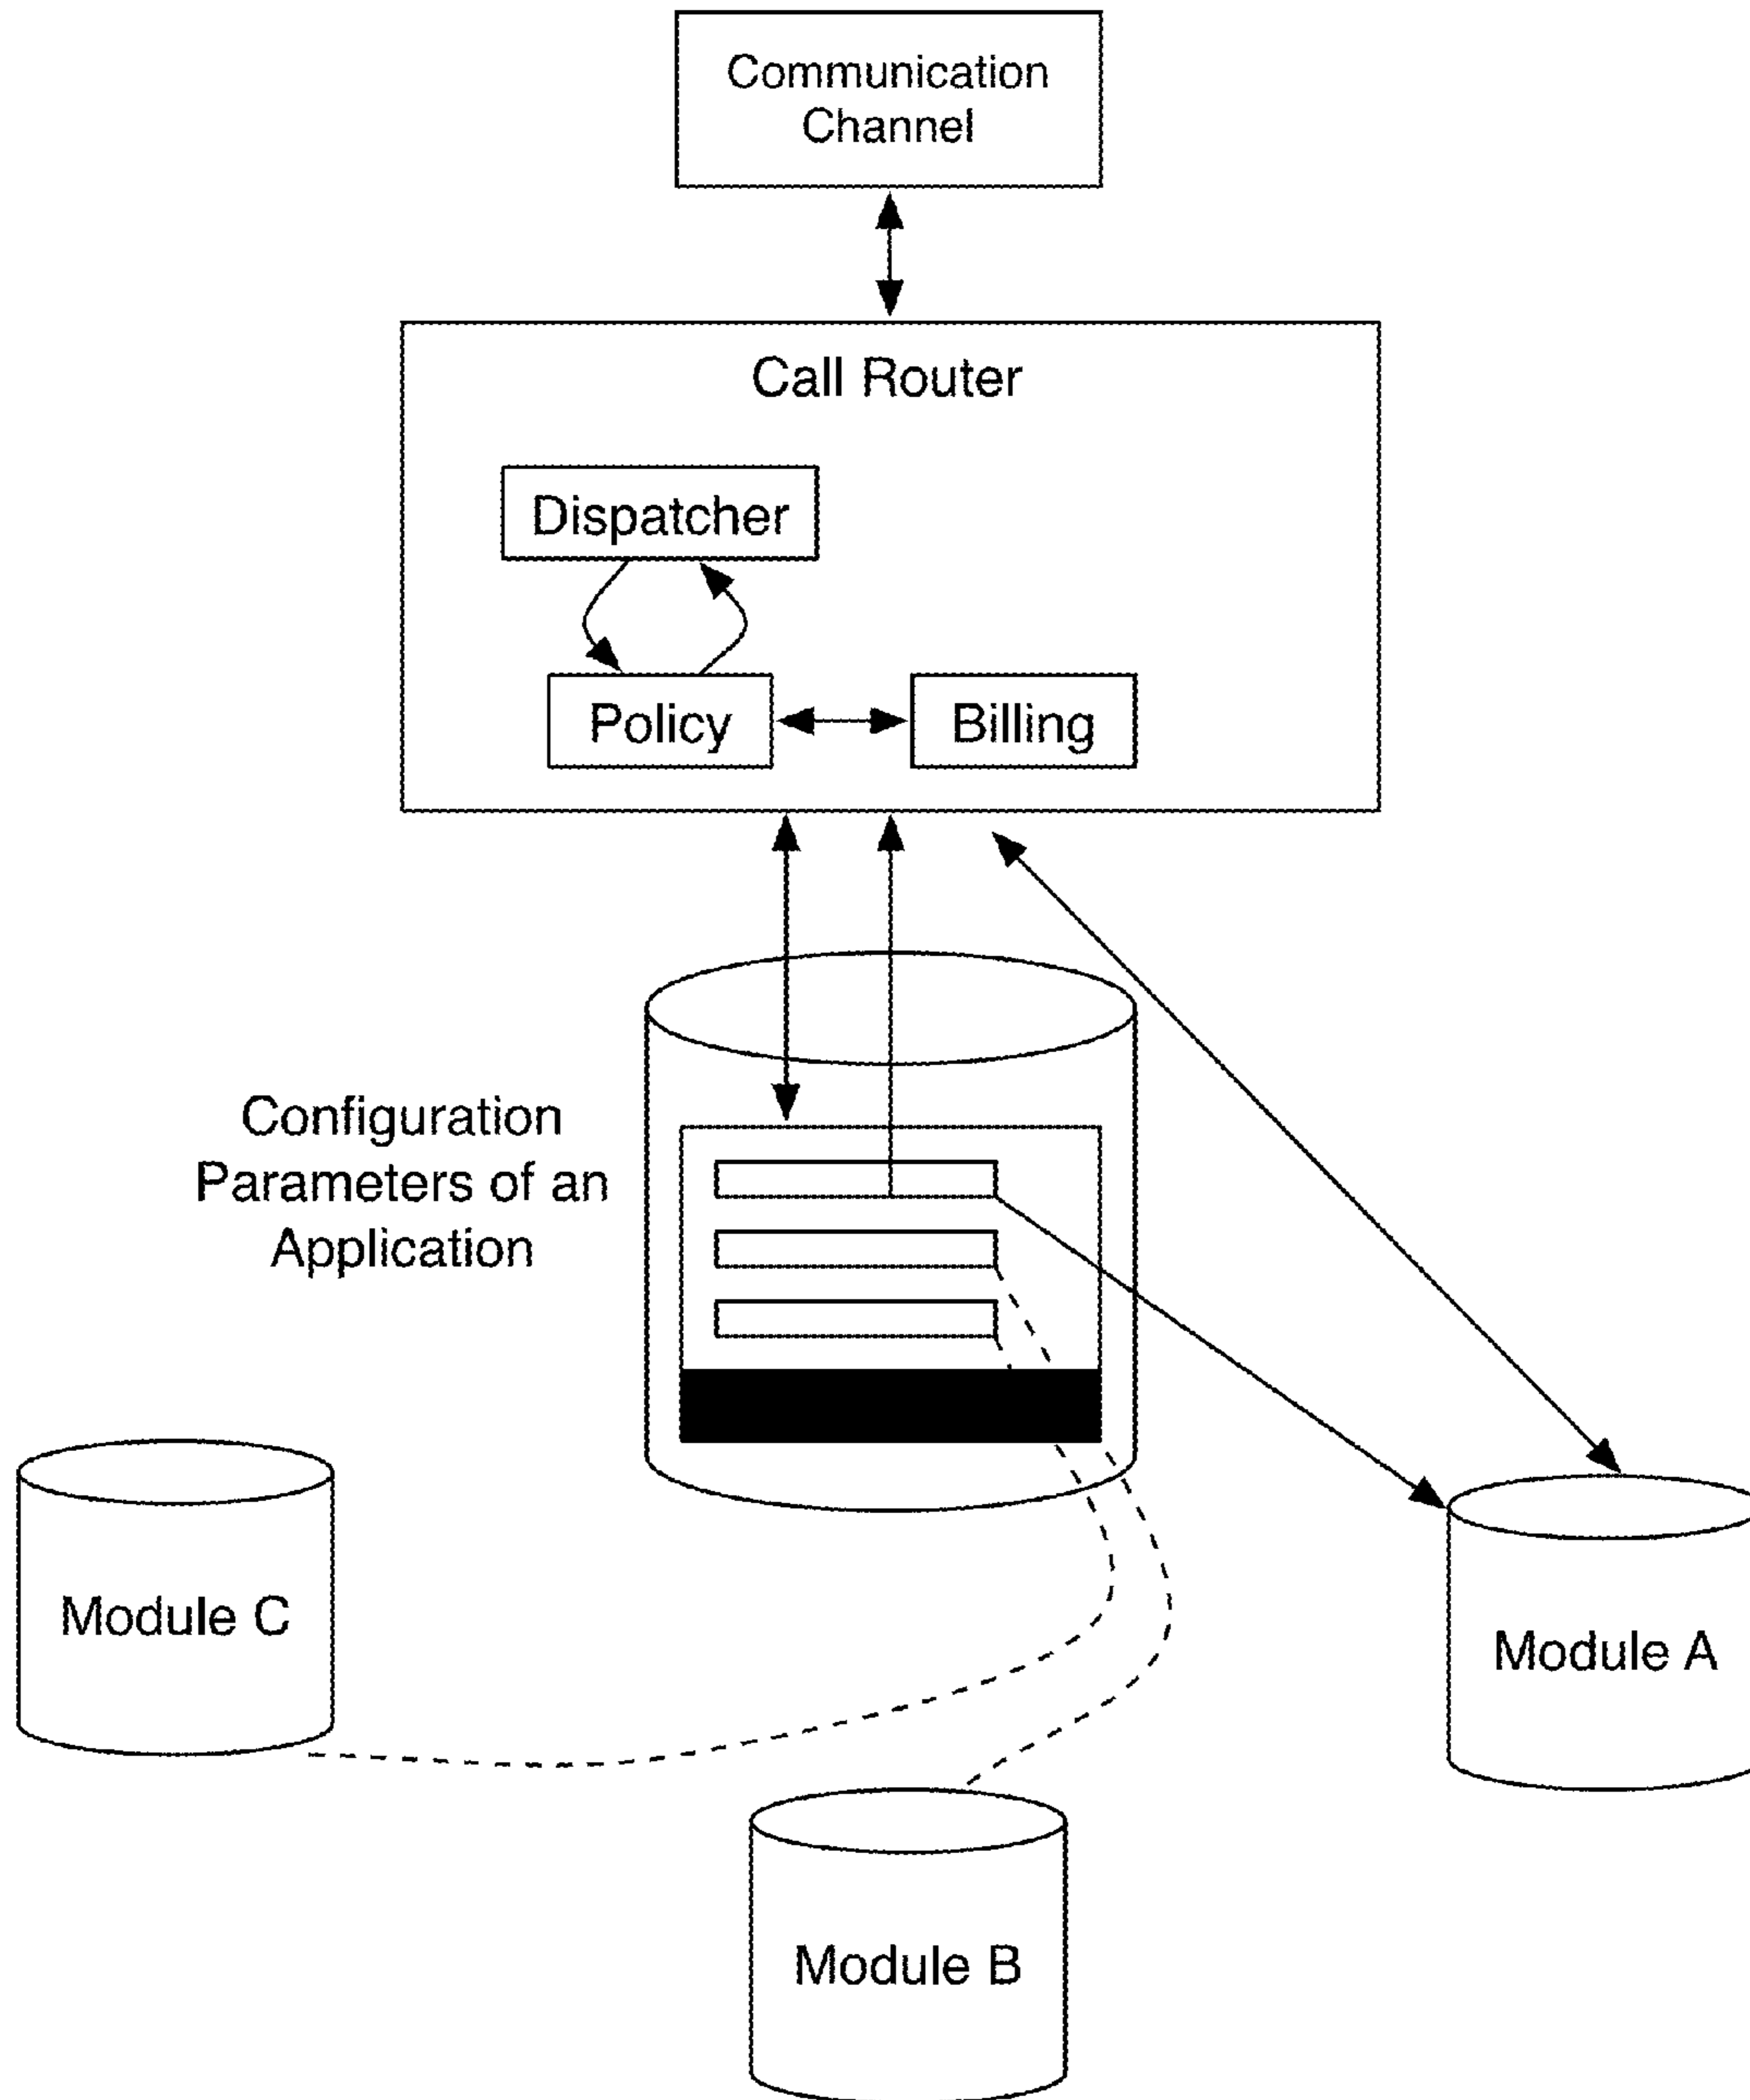 Communication
Channel
Call Router
Dispatcher
Policy
Billing
Configuration
Parameters of an
Application
Module C
Module A
Module B